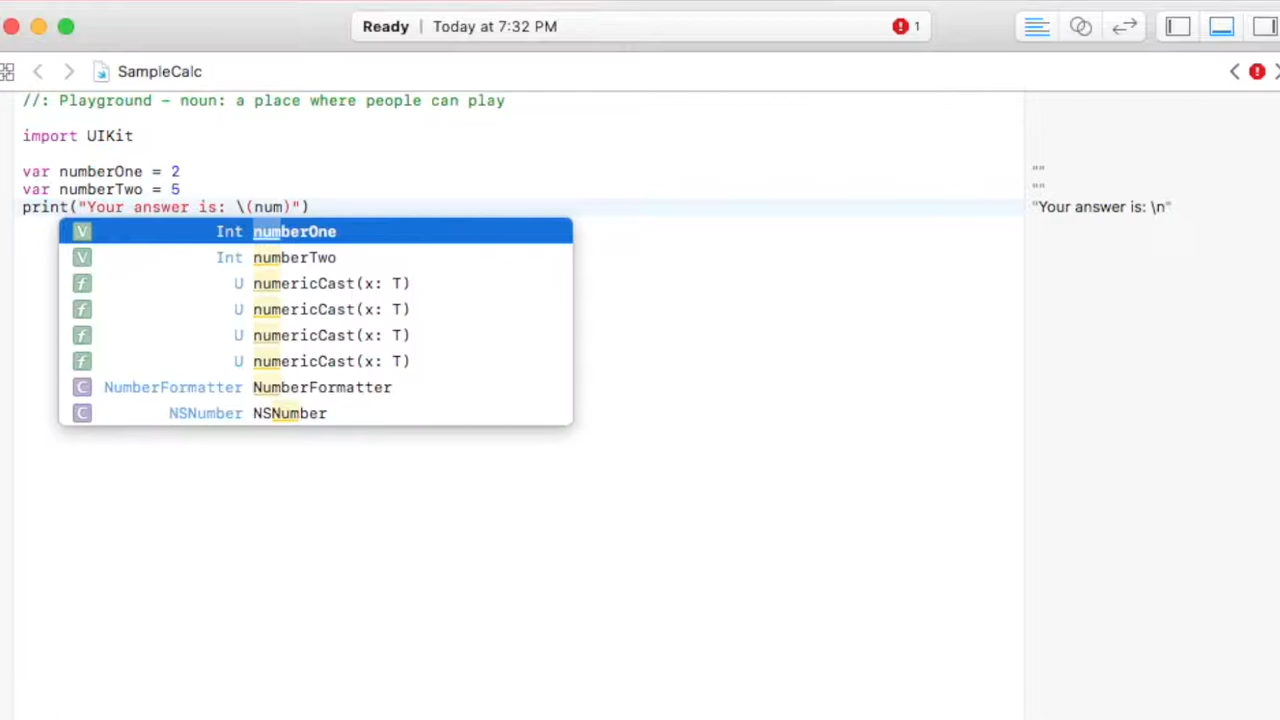 Ready | Today at 7:32 PM 1
SampleCalc
//: Playground - noun: a place where people can play
import UIKit
var numberOne = 2 ""
var numberTwo = 5 ""
print("Your answer is: \(num)") "Your answer is: \n"
V Int numberOne
V Int numberTwo
f U numericCast(x: T)
f U numericCast(x: T)
f U numericCast(x: T)
f U numericCast(x: T)
C NumberFormatter NumberFormatter
C NSNumber NSNumber